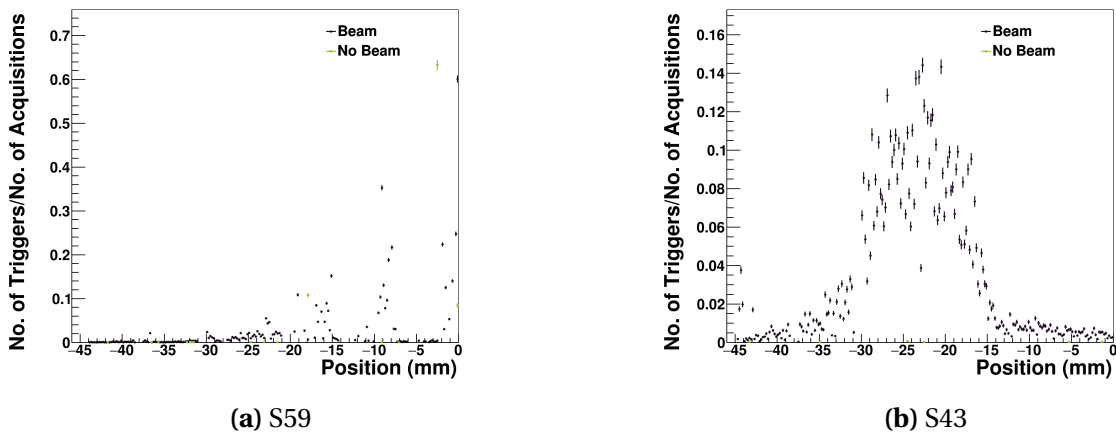 No. of Triggers/No. of Acquisitions
0.7
0.6
0.5
0.4
0.3
0.2
0.1
0
Beam
No Beam
−45 −40 −35 −30 −25 −20 −15 −10 −5 0
Position (mm)
(a) S59
No. of Triggers/No. of Acquisitions
0.16
0.14
0.12
0.1
0.08
0.06
0.04
0.02
0
Beam
No Beam
−45 −40 −35 −30 −25 −20 −15 −10 −5 0
Position (mm)
(b) S43